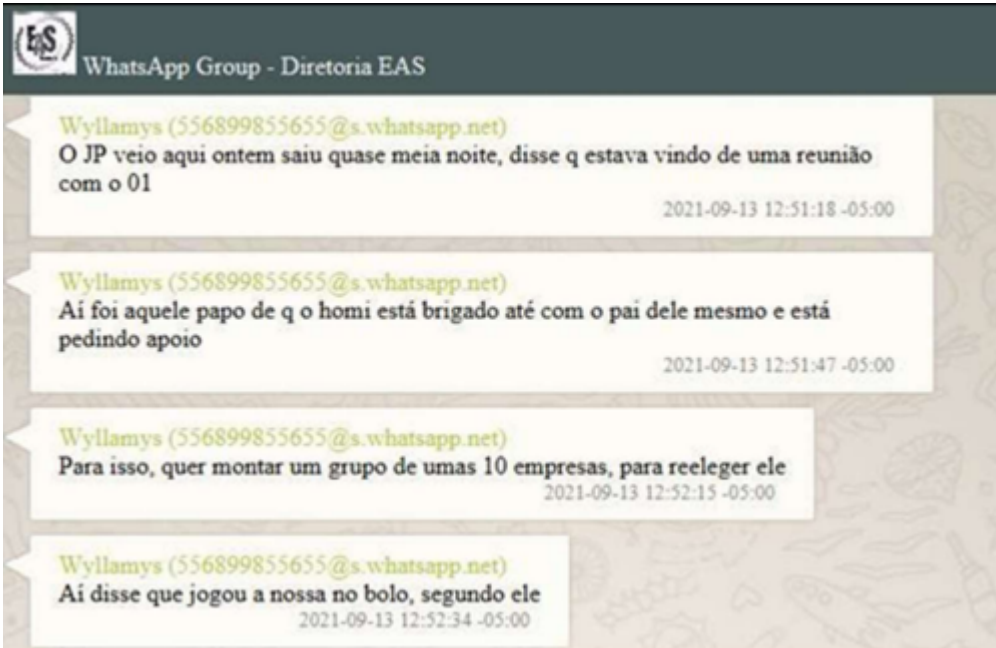 EAS
WhatsApp Group - Diretoria EAS
Wyllamys (556899855655@s.whatsapp.net)
O JP veio aqui ontem saiu quase meia noite, disse q estava vindo de uma reunião
com o 01
2021-09-13 12:51:18 -05:00
Wyllamys (556899855655@s.whatsapp.net)
Aí foi aquele papo de q o homi está brigado até com o pai dele mesmo e está
pedindo apoio
2021-09-13 12:51:47 -05:00
Wyllamys (556899855655@s.whatsapp.net)
Para isso, quer montar um grupo de umas 10 empresas, para reeleger ele
2021-09-13 12:52:15 -05:00
Wyllamys (556899855655@s.whatsapp.net)
Aí disse que jogou a nossa no bolo, segundo ele
2021-09-13 12:52:34 -05:00